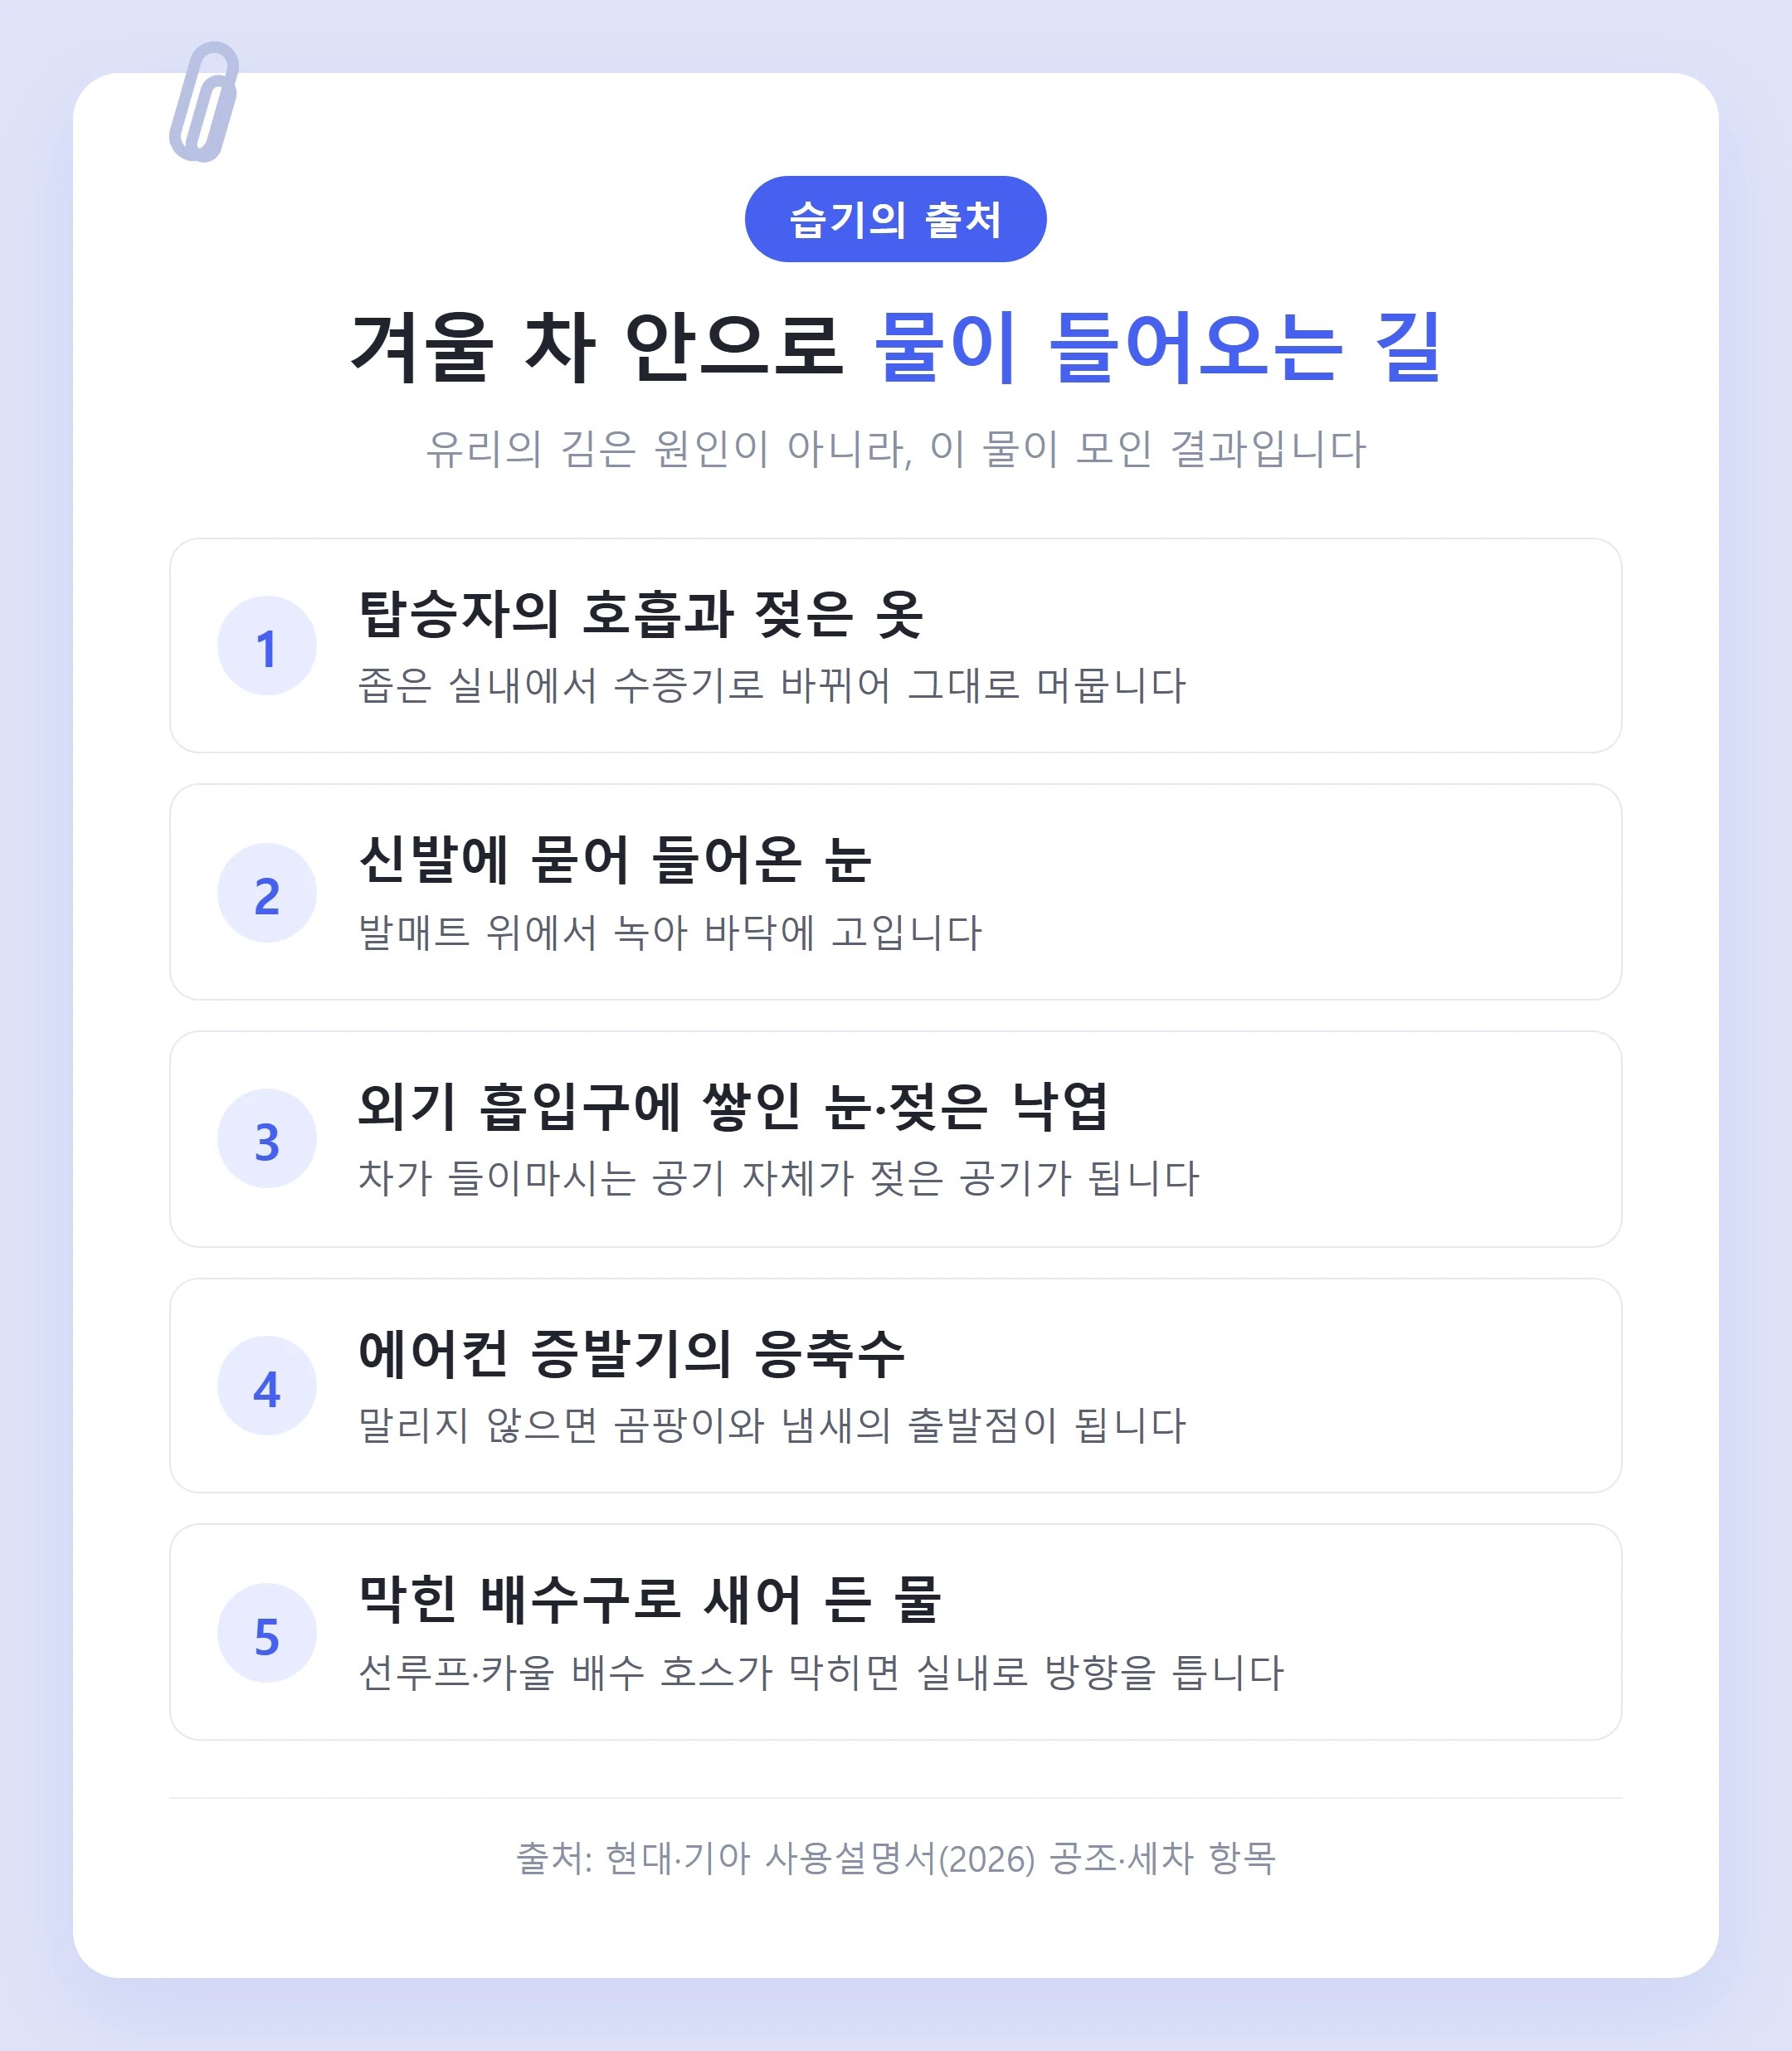 습기의 출처
겨울 차 안으로 물이 들어오는 길
유리의 김은 원인이 아니라, 이 물이 모인 결과입니다
1
탑승자의 호흡과 젖은 옷
좁은 실내에서 수증기로 바뀌어 그대로 머뭅니다
2
신발에 묻어 들어온 눈
발매트 위에서 녹아 바닥에 고입니다
3
외기 흡입구에 쌓인 눈·젖은 낙엽
차가 들이마시는 공기 자체가 젖은 공기가 됩니다
4
에어컨 증발기의 응축수
말리지 않으면 곰팡이와 냄새의 출발점이 됩니다
5
막힌 배수구로 새어 든 물
선루프·카울 배수 호스가 막히면 실내로 방향을 틉니다
출처: 현대·기아 사용설명서(2026) 공조·세차 항목